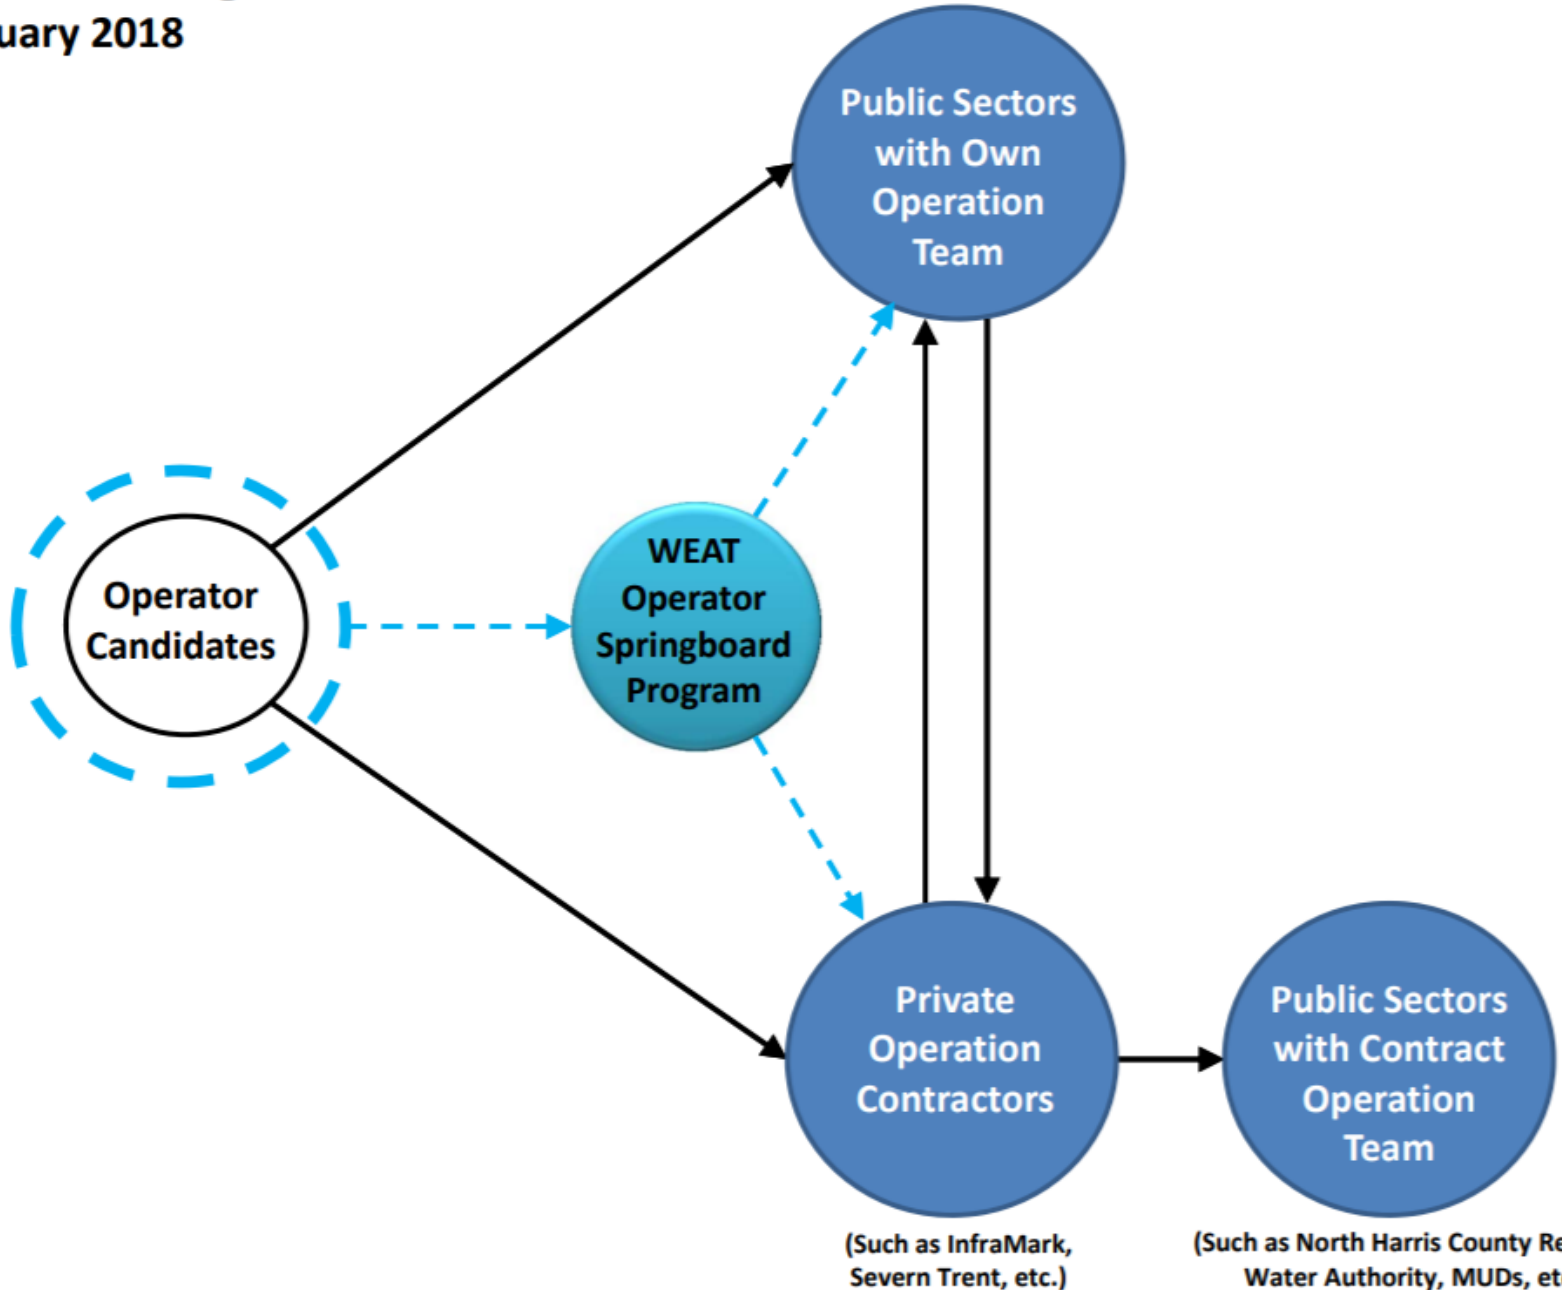 2018
Public Sectors
with Own
Operation
Team
Operator
Candidates
WEAT
Operator
Springboard
Program
Private
Operation
Contractors
Public Sectors
with Contract
Operation
Team
(Such as InfraMark,
Severn Trent, etc.)
(Such as North Harris County
Water Authority, MUDs,